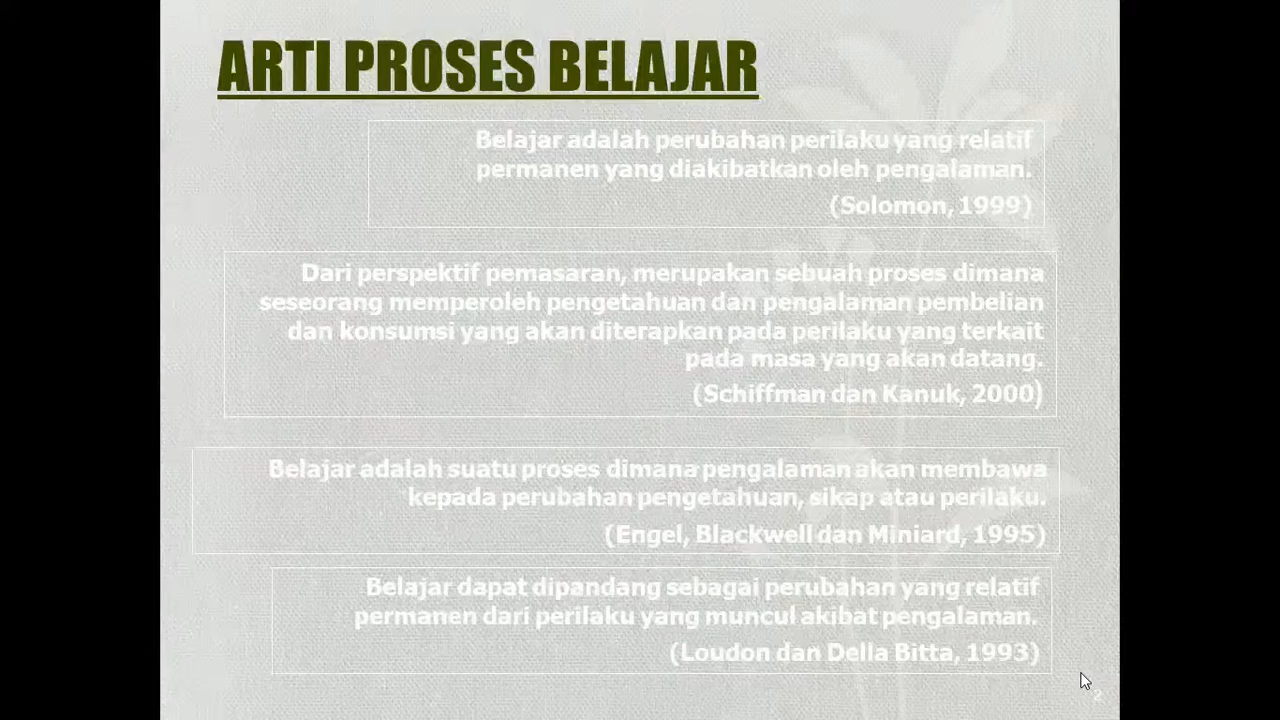 ARTI PROSES BELAJAR
Belajar adalah perubahan perilaku yang relatif
permanen yang diakibatkan oleh pengalaman.
(Solomon, 1999)
Dari perspektif pemasaran, merupakan sebuah proses dimana
seseorang memperoleh pengetahuan dan pengalaman pembelian
dan konsumsi yang akan diterapkan pada perilaku yang terkait
pada masa yang akan datang.
(Schiffman dan Kanuk, 2000)
Belajar adalah suatu proses dimana pengalaman akan membawa
kepada perubahan pengetahuan, sikap atau perilaku.
(Engel, Blackwell dan Miniard, 1995)
Belajar dapat dipandang sebagai perubahan yang relatif
permanen dari perilaku yang muncul akibat pengalaman.
(Loudon dan Della Bitta, 1993)
2